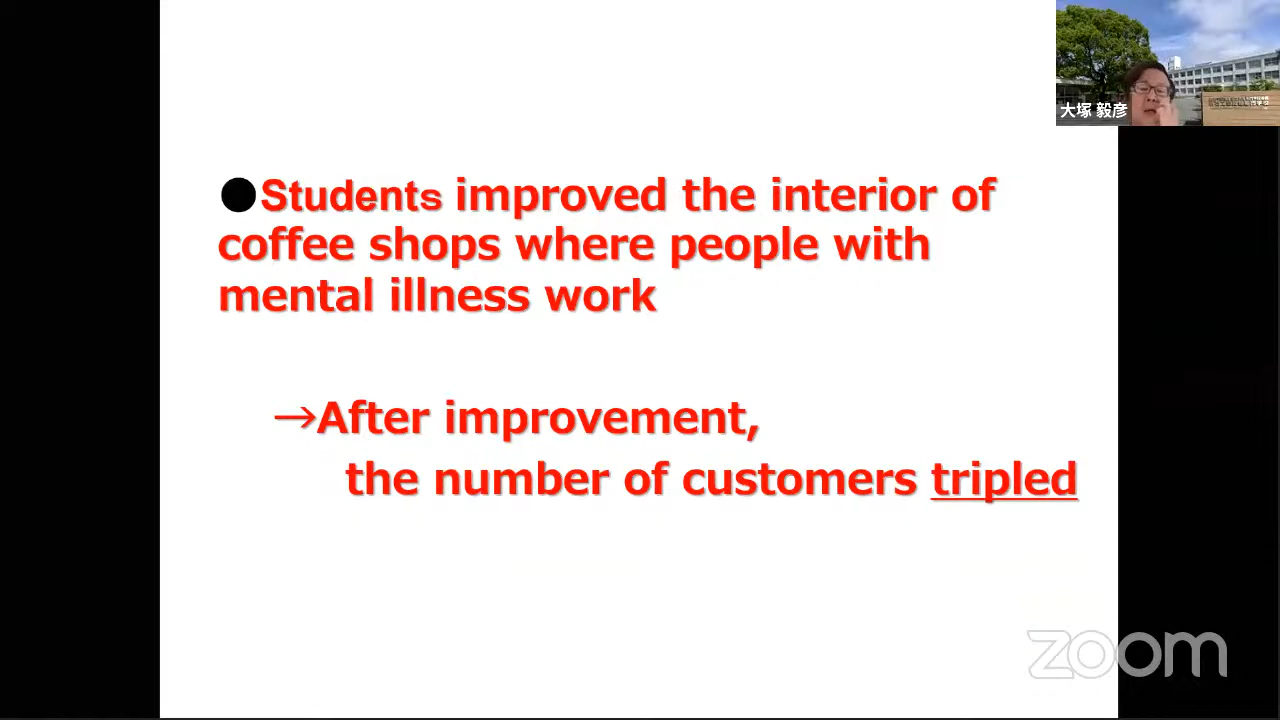 大塚 毅彦
●Students improved the interior of
coffee shops where people with
mental illness work
→After improvement,
the number of customers tripled
zoom